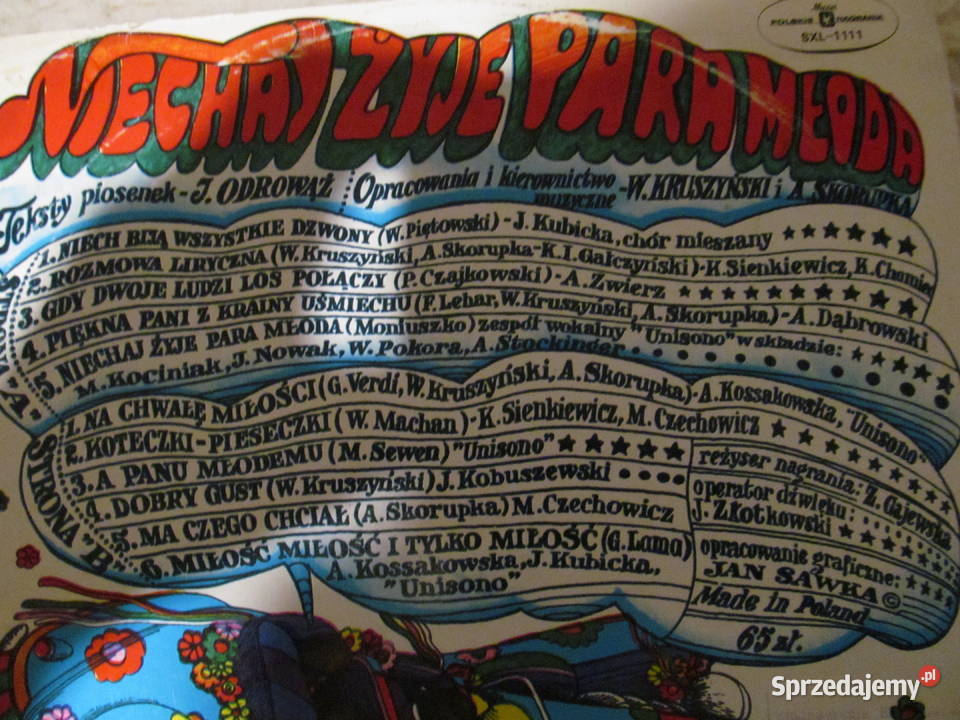 Muza
POLSKIE NAGRANIA
SXL-1111
NIECHAJ ŻYJE PARA MŁODA
Teksty piosenek - J. ODROWĄŻ Opracowania i kierownictwo muzyczne - W. KRUSZYŃSKI i A. SKORUPKA
STRONA "A"
1. NIECH BIJĄ WSZYSTKIE DZWONY (W. Piętowski) - J. Kubicka, chór mieszany
2. ROZMOWA LIRYCZNA (W. Kruszyński, A. Skorupka - K. I. Gałczyński) - K. Sienkiewicz, K. Chamiec
3. GDY DWOJE LUDZI LOS POŁĄCZY (P. Czajkowski) - A. Zwierz
4. PIĘKNA PANI Z KRAINY UŚMIECHU (F. Lehar, W. Kruszyński, A. Skorupka) - A. Dąbrowski
5. NIECHAJ ŻYJE PARA MŁODA (Moniuszko) zespół wokalny "Unisono" w składzie:
M. Kociniak, J. Nowak, W. Pokora, A. Stockinger
STRONA "B"
1. NA CHWAŁĘ MIŁOŚCI (G. Verdi, W. Kruszyński, A. Skorupka) - A. Kossakowska, "Unisono"
2. KOTECZKI - PIESECZKI (W. Machan) - K. Sienkiewicz, M. Czechowicz
3. A PANU MŁODEMU (M. Sewen) "Unisono"
4. DOBRY GUST (W. Kruszyński) J. Kobuszewski
5. MA CZEGO CHCIAŁ (A. Skorupka) M. Czechowicz
6. MIŁOŚĆ MIŁOŚĆ I TYLKO MIŁOŚĆ (G. Lama)
A. Kossakowska, J. Kubicka,
"Unisono"
reżyser nagrania: Z. Gajewska
operator dźwięku:
J. Złotkowski
opracowanie graficzne:
JAN SAWKA ©
Made in Poland
65 zł.
Sprzedajemy.pl